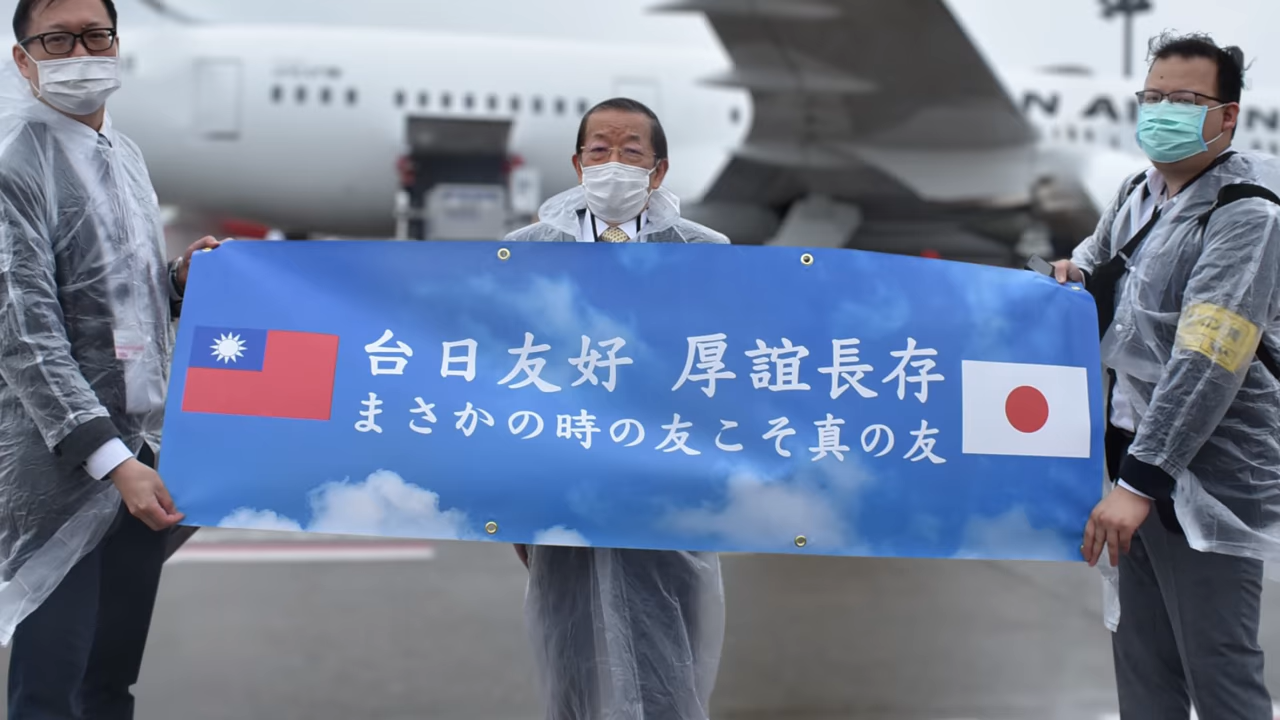 台日友好 厚誼長存
まさかの時の友こそ真の友